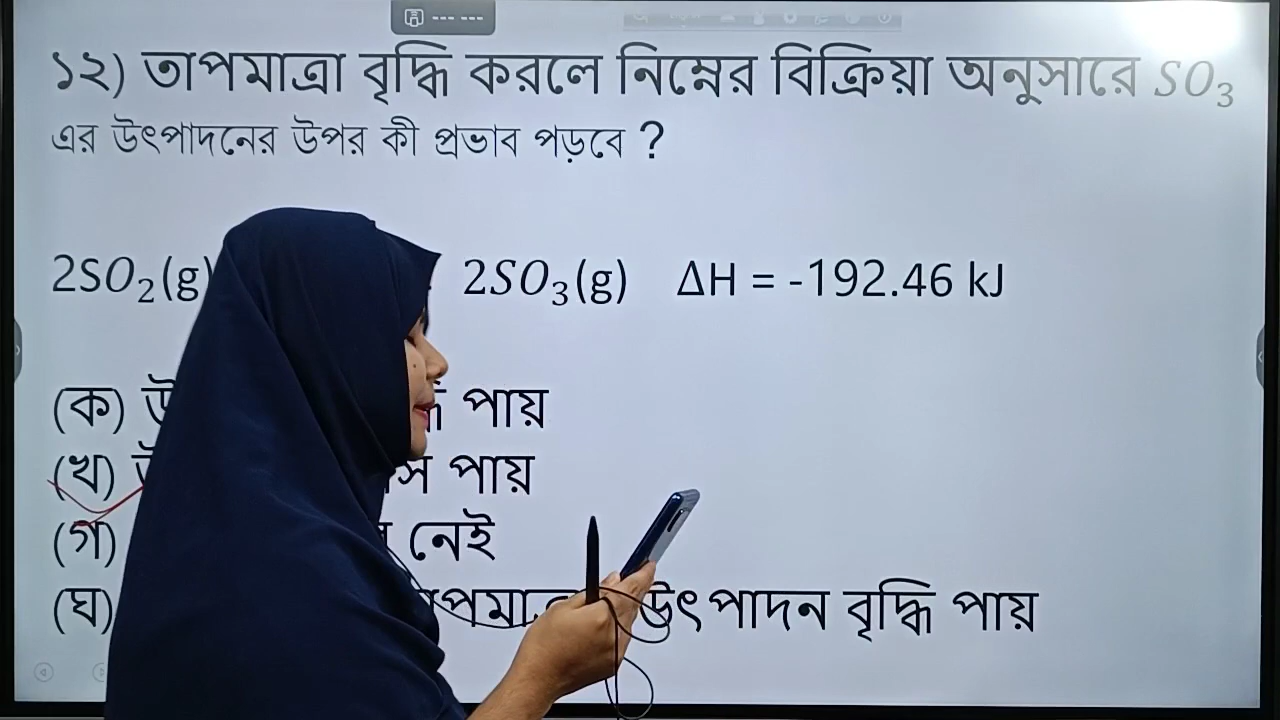 ১২) তাপমাত্রা বৃদ্ধি করলে নিম্নের বিক্রিয়া অনুসারে SO₃
এর উৎপাদনের উপর কী প্রভাব পড়বে ?
2SO₂(g) 2SO₃(g) ΔH = -192.46 kJ
(ক) পায়
(খ) পায়
(গ) নেই
(ঘ) উৎপাদন বৃদ্ধি পায়